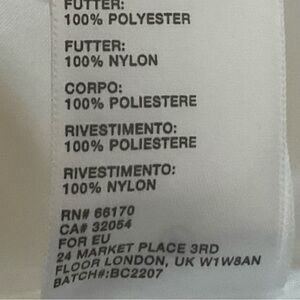 FUTTER:
100% POLYESTER
FUTTER:
100% NYLON
CORPO:
100% POLIESTERE
RIVESTIMENTO:
100% POLIESTERE
RIVESTIMENTO:
100% NYLON
RN# 66170
CA# 32054
FOR EU
24 MARKET PLACE 3RD
FLOOR LONDON, UK W1W8AN
BATCH#:BC2207